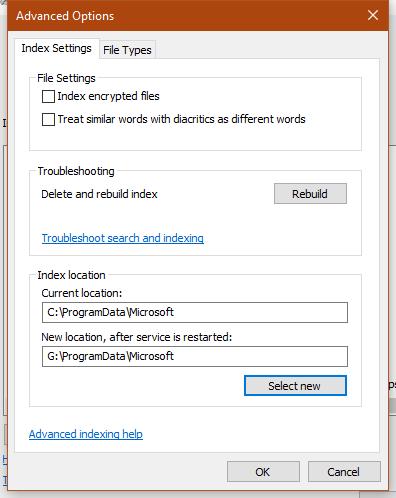 Advanced Options
Index Settings
File Types
File Settings
Index encrypted files
Treat similar words with diacritics as different words
Troubleshooting
Delete and rebuild index
Rebuild
Troubleshoot search and indexing
Index location
Current location:
C:\ProgramData\Microsoft
New location, after service is restarted:
G:\ProgramData\Microsoft
Select new
Advanced indexing help
OK
Cancel